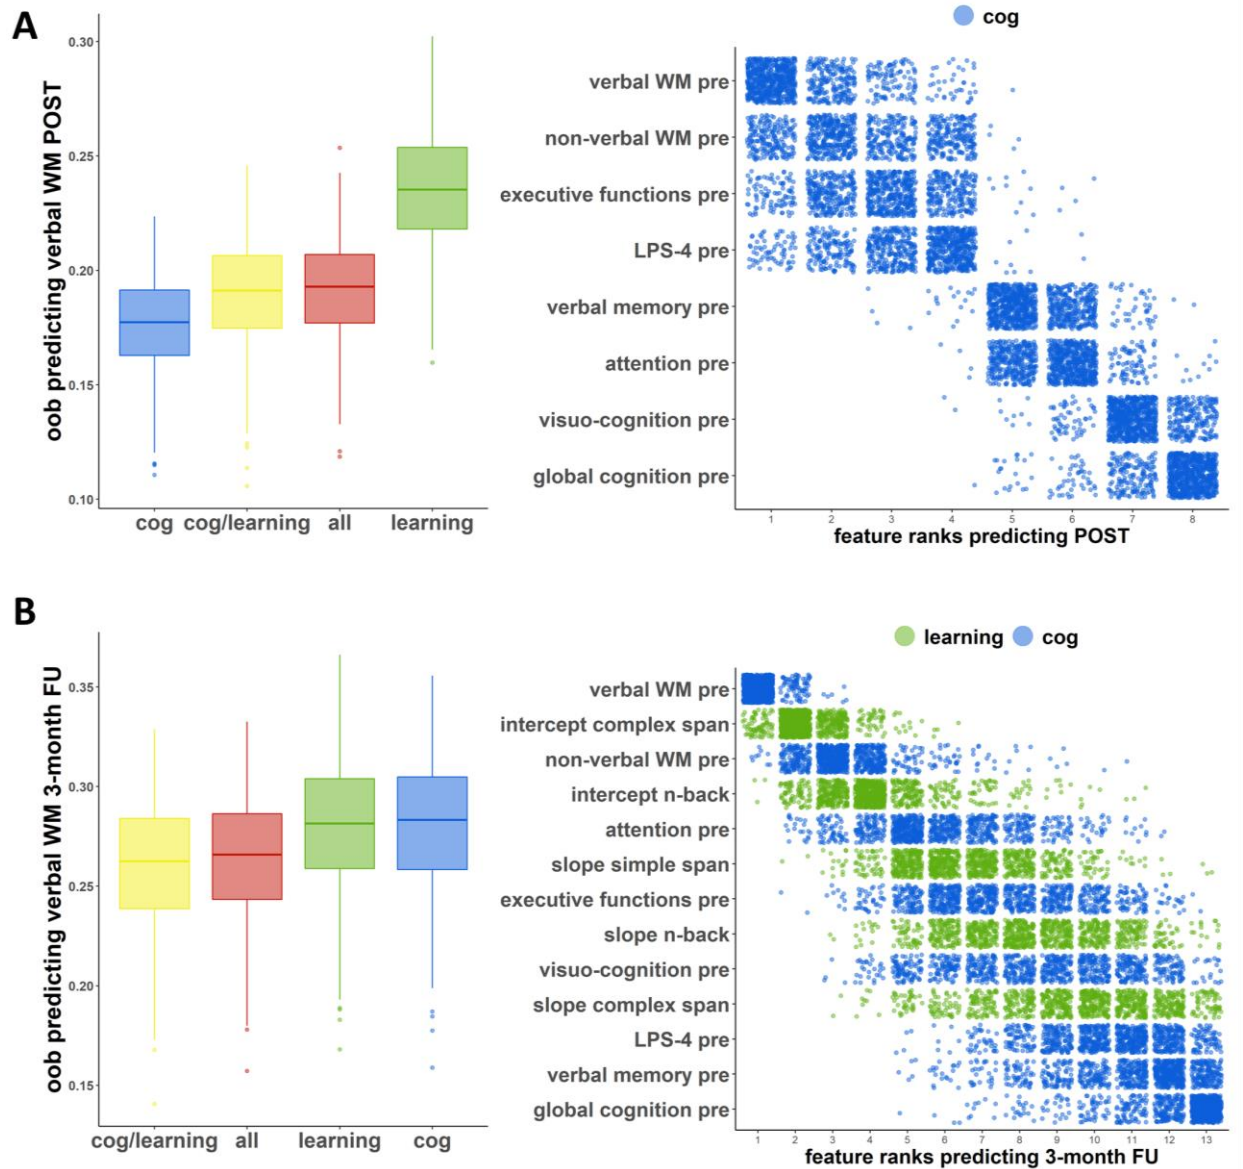 A
oob predicting verbal WM POST
0.30
0.25
0.20
0.15
0.10
cog cog/learning all learning
cog
verbal WM pre
non-verbal WM pre
executive functions pre
LPS-4 pre
verbal memory pre
attention pre
visuo-cognition pre
global cognition pre
1 2 3 4 5 6 7 8
feature ranks predicting POST
B
oob predicting verbal WM 3-month FU
0.35
0.30
0.25
0.20
0.15
cog/learning all learning cog
learning cog
verbal WM pre
intercept complex span
non-verbal WM pre
intercept n-back
attention pre
slope simple span
executive functions pre
slope n-back
visuo-cognition pre
slope complex span
LPS-4 pre
verbal memory pre
global cognition pre
1 2 3 4 5 6 7 8 9 10 11 12 13
feature ranks predicting 3-month FU